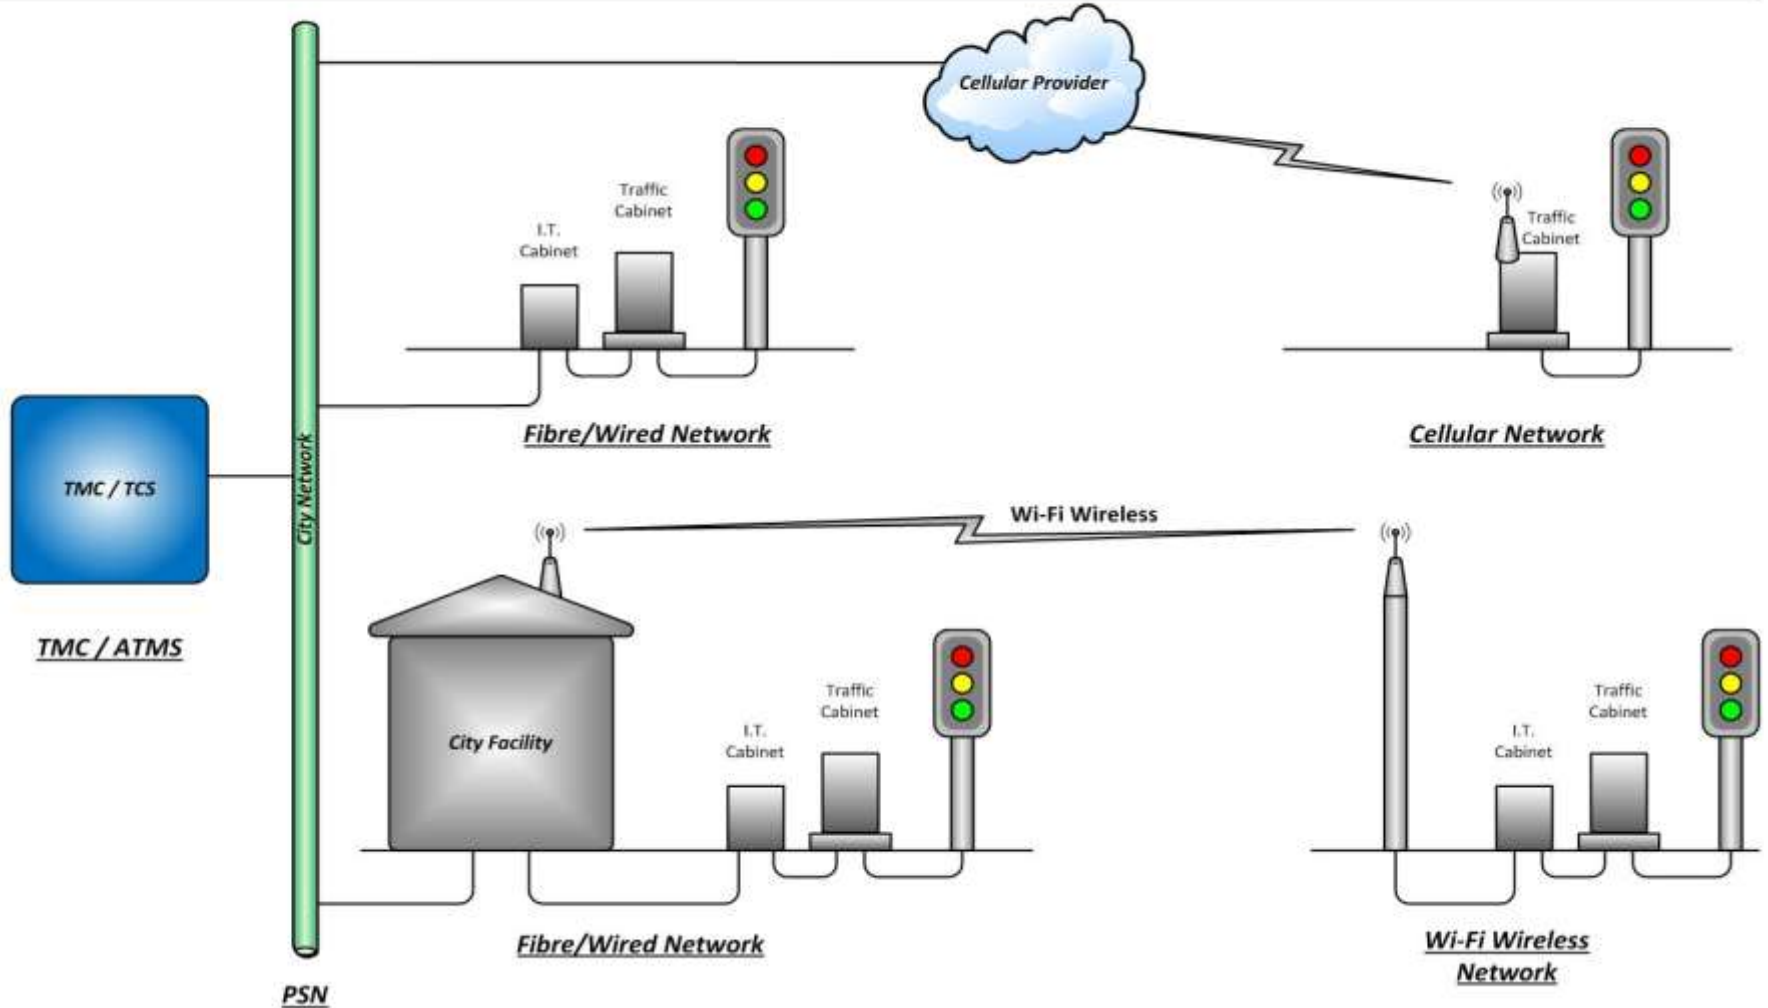 Cellular Provider
Traffic
Cabinet
I.T.
Cabinet
Traffic
Cabinet
Fibre/Wired Network
Cellular Network
TMC / TCS
City Network
Wi-Fi Wireless
TMC / ATMS
City Facility
I.T.
Cabinet
Traffic
Cabinet
I.T.
Cabinet
Traffic
Cabinet
Fibre/Wired Network
Wi-Fi Wireless
Network
PSN